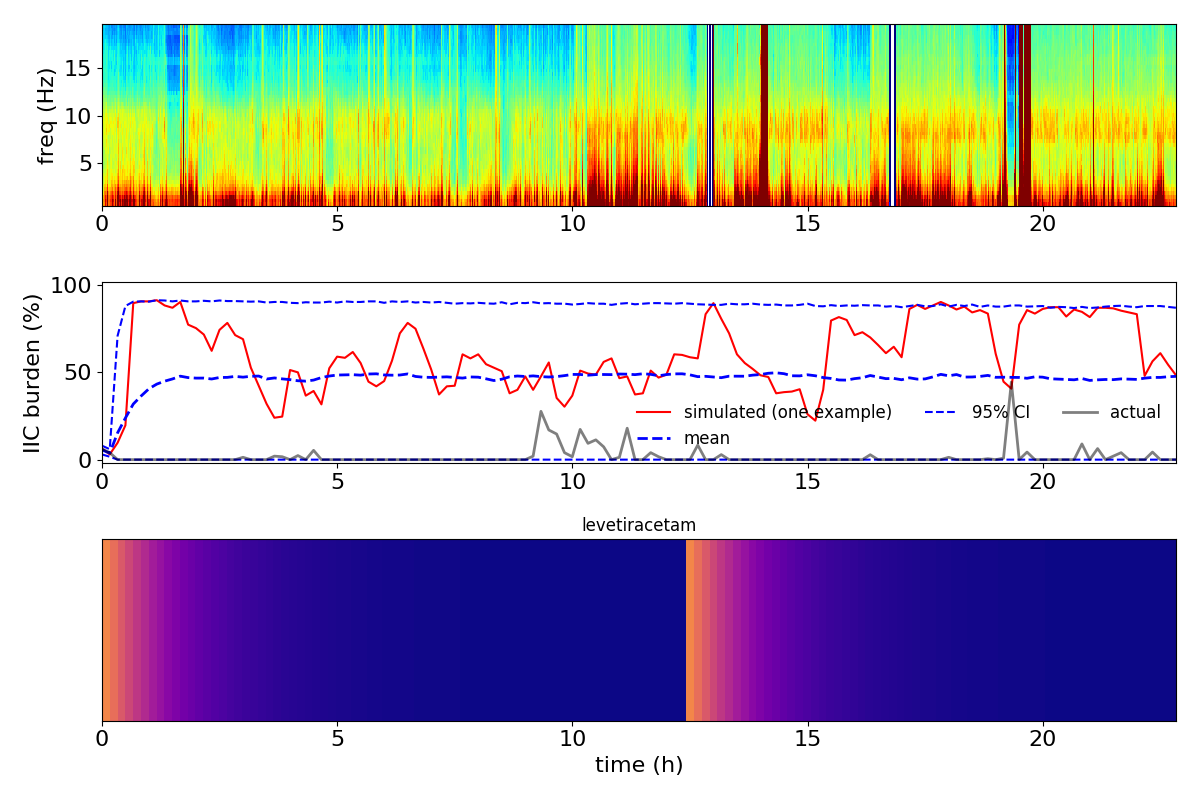 freq (Hz)
15
10
5
0 5 10 15 20
IIC burden (%)
100
50
0
simulated (one example) 95% CI actual
mean
0 5 10 15 20
levetiracetam
0 5 10 15 20
time (h)